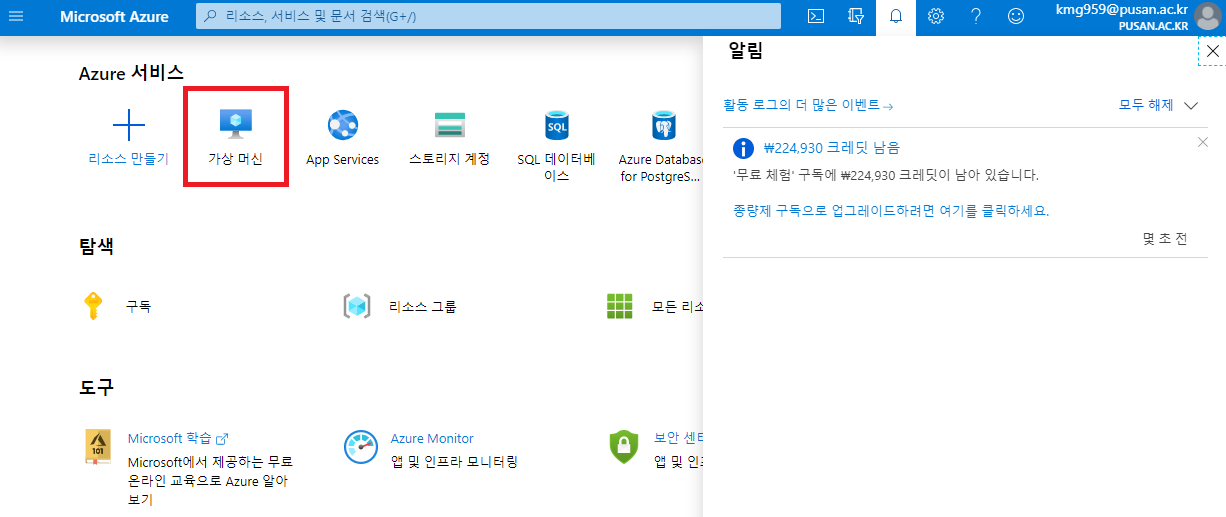 Microsoft Azure
리소스, 서비스 및 문서 검색(G+/)
kmg959@pusan.ac.kr
PUSAN.AC.KR
Azure 서비스
리소스 만들기
가상 머신
App Services
스토리지 계정
SQL
SQL 데이터베
이스
Azure Databas
for PostgreS...
탐색
구독
리소스 그룹
모든 리소
도구
101
Microsoft 학습
Microsoft에서 제공하는 무료
온라인 교육으로 Azure 알아
보기
Azure Monitor
앱 및 인프라 모니터링
보안 센터
앱 및 인프라
알림
활동 로그의 더 많은 이벤트→
모두 해제
₩224,930 크레딧 남음
'무료 체험' 구독에 ₩224,930 크레딧이 남아 있습니다.
종량제 구독으로 업그레이드하려면 여기를 클릭하세요.
몇 초 전